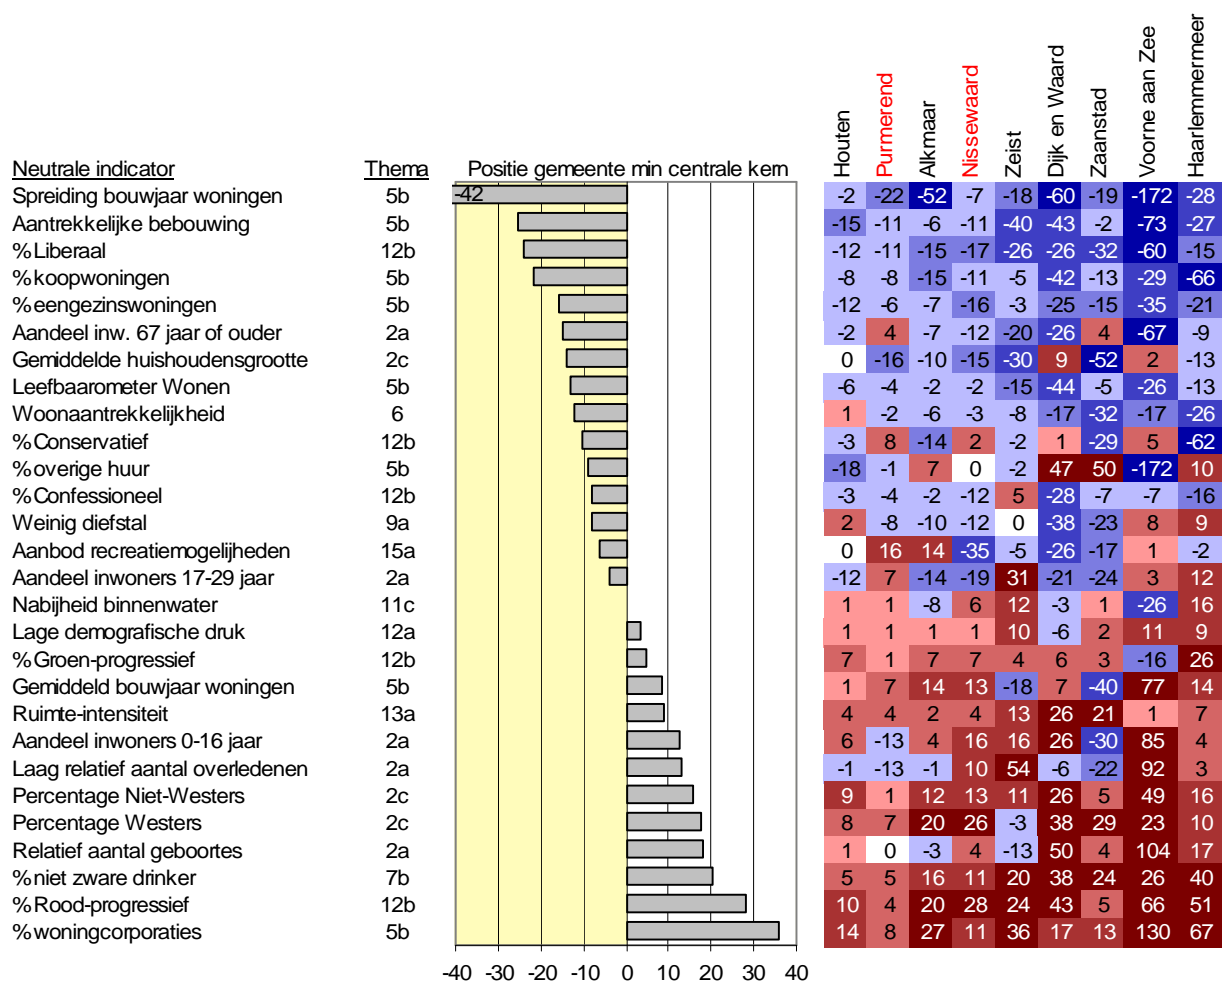 Houten Purmerend Alkmaar Nissewaard Zeist Dijk en Waard Zaanstad Voorne aan Zee Haarlemmermeer
Neutrale indicator Thema Positie gemeente min centrale kern
Spreiding bouwjaar woningen 5b -42 -2 -22 -52 -7 -18 -60 -19 -172 -28
Aantrekkelijke bebouwing 5b -15 -11 -6 -11 -40 -43 -2 -73 -27
%Liberaal 12b -12 -11 -15 -17 -26 -26 -32 -60 -15
%koopwoningen 5b -8 -8 -15 -11 -5 -42 -13 -29 -66
%eengezinswoningen 5b -12 -6 -7 -16 -3 -25 -15 -35 -21
Aandeel inw. 67 jaar of ouder 2a -2 4 -7 -12 -20 -26 4 -67 -9
Gemiddelde huishoudensgrootte 2c 0 -16 -10 -15 -30 9 -52 2 -13
Leefbaarometer Wonen 5b -6 -4 -2 -2 -15 -44 -5 -26 -13
Woonaantrekkelijkheid 6 1 -2 -6 -3 -8 -17 -32 -17 -26
%Conservatief 12b -3 8 -14 2 -2 1 -29 5 -62
%overige huur 5b -18 -1 7 0 -2 47 50 -172 10
%Confessioneel 12b -3 -4 -2 -12 5 -28 -7 -7 -16
Weinig diefstal 9a 2 -8 -10 -12 0 -38 -23 8 9
Aanbod recreatiemogelijheden 15a 0 16 14 -35 -5 -26 -17 1 -2
Aandeel inwoners 17-29 jaar 2a -12 7 -14 -19 31 -21 -24 3 12
Nabijheid binnenwater 11c 1 1 -8 6 12 -3 1 -26 16
Lage demografische druk 12a 1 1 1 1 10 -6 2 11 9
%Groen-progressief 12b 7 1 7 7 4 6 3 -16 26
Gemiddeld bouwjaar woningen 5b 1 7 14 13 -18 7 -40 77 14
Ruimte-intensiteit 13a 4 4 2 4 13 26 21 1 7
Aandeel inwoners 0-16 jaar 2a 6 -13 4 16 16 26 -30 85 4
Laag relatief aantal overledenen 2a -1 -13 -1 10 54 -6 -22 92 3
Percentage Niet-Westers 2c 9 1 12 13 11 26 5 49 16
Percentage Westers 2c 8 7 20 26 -3 38 29 23 10
Relatief aantal geboortes 2a 1 0 -3 4 -13 50 4 104 17
%niet zware drinker 7b 5 5 16 11 20 38 24 26 40
%Rood-progressief 12b 10 4 20 28 24 43 5 66 51
%woningcorporaties 5b 14 8 27 11 36 17 13 130 67
-40 -30 -20 -10 0 10 20 30 40